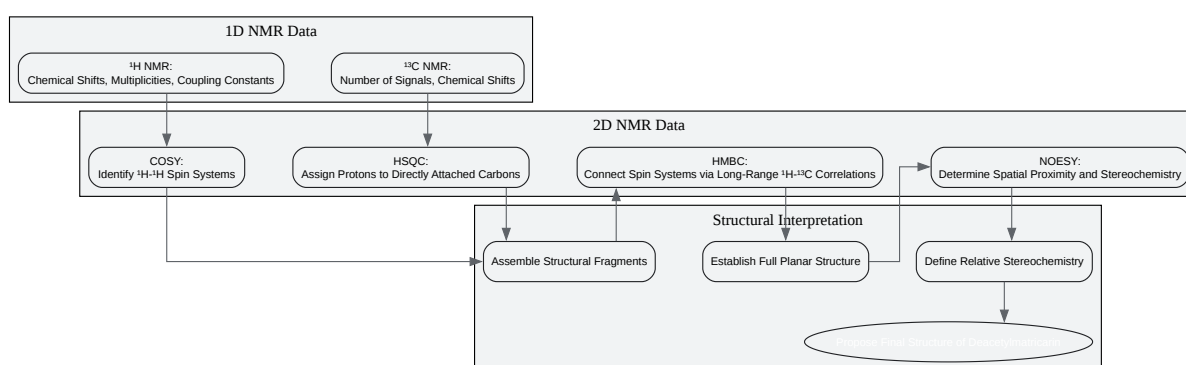 1D NMR Data
¹H NMR:
Chemical Shifts, Multiplicities, Coupling Constants
¹³C NMR:
Number of Signals, Chemical Shifts
2D NMR Data
COSY:
Identify ¹H-¹H Spin Systems
HSQC:
Assign Protons to Directly Attached Carbons
HMBC:
Connect Spin Systems via Long-Range ¹H-¹³C Correlations
NOESY:
Determine Spatial Proximity and Stereochemistry
Structural Interpretation
Assemble Structural Fragments
Establish Full Planar Structure
Define Relative Stereochemistry
Propose Final Structure of